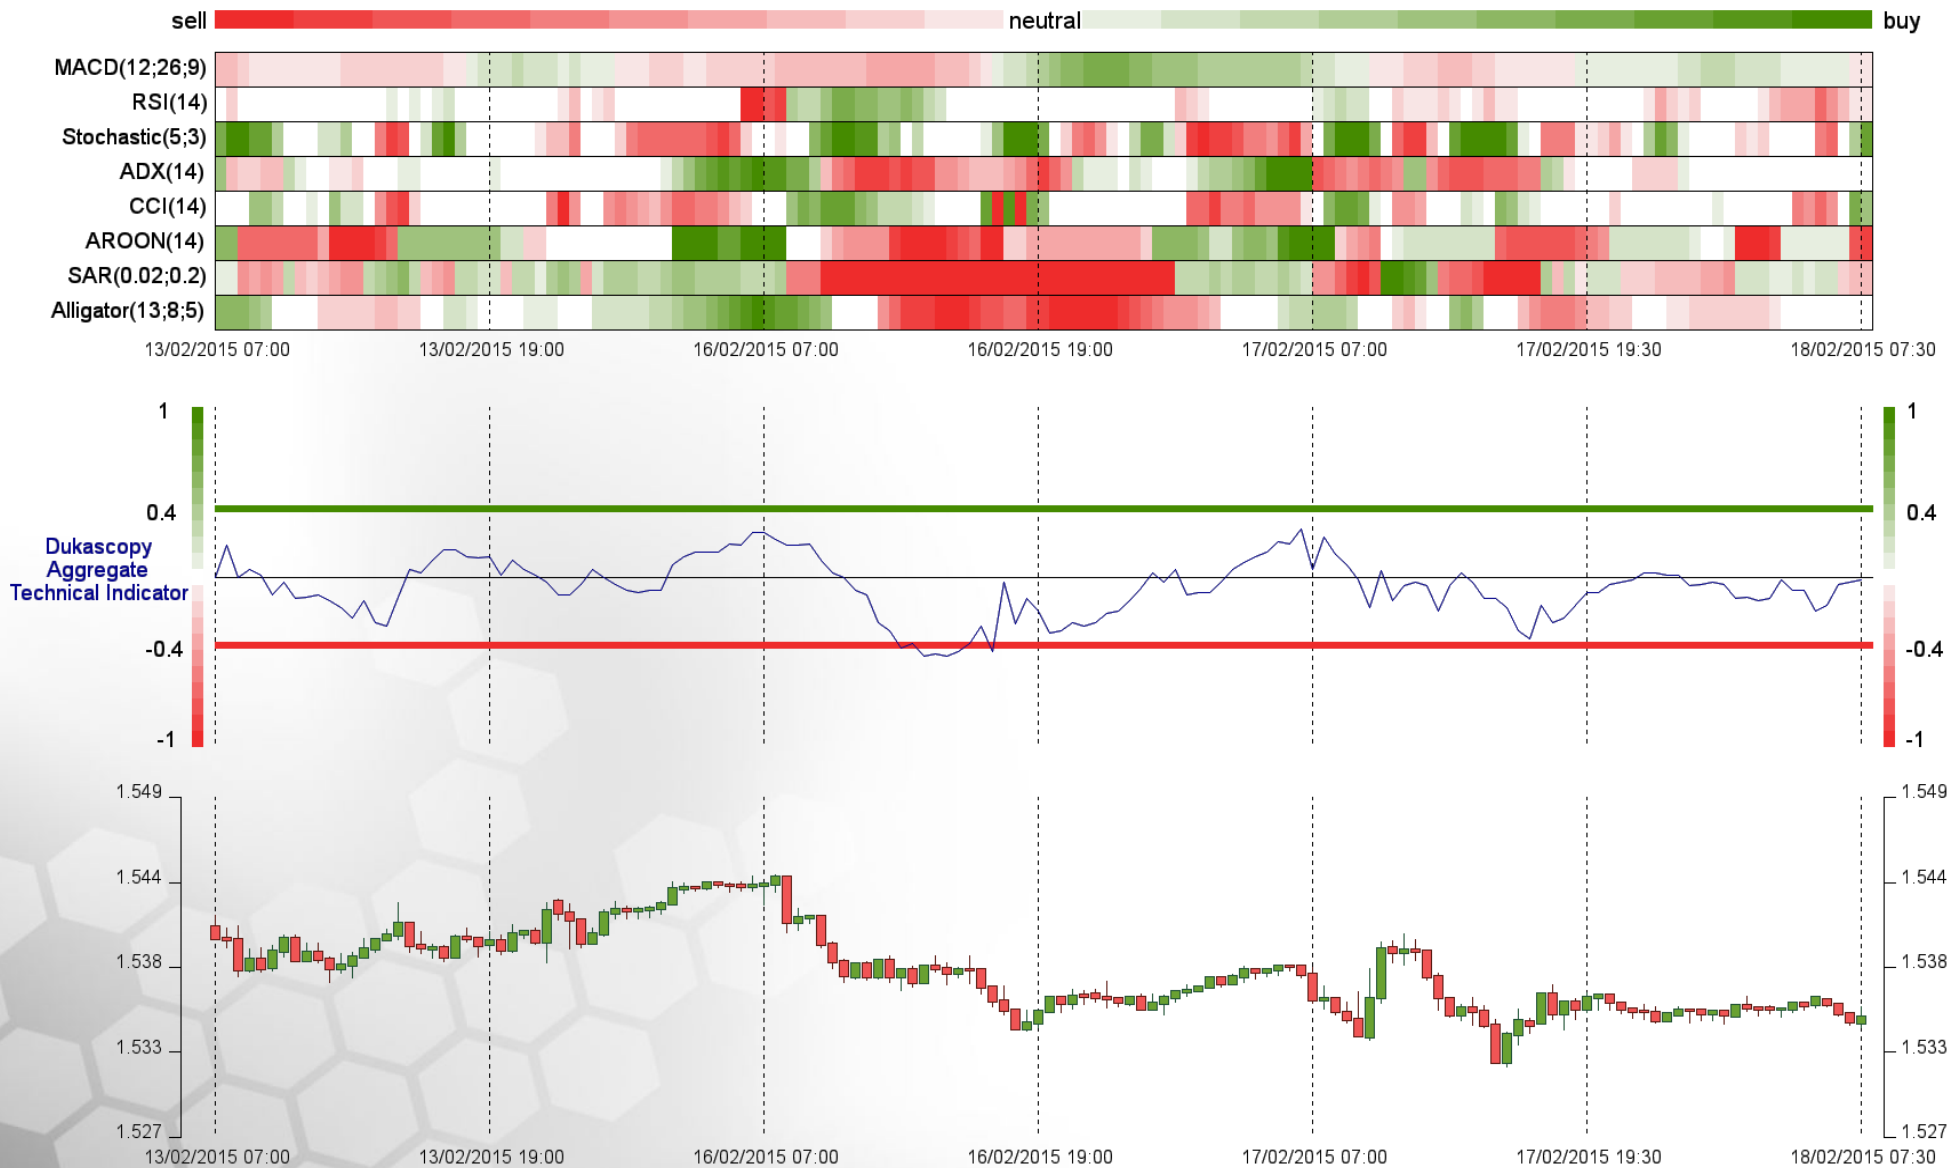 sell neutral buy
MACD(12;26;9)
RSI(14)
Stochastic(5;3)
ADX(14)
CCI(14)
AROON(14)
SAR(0.02;0.2)
Alligator(13;8;5)
13/02/2015 07:00 13/02/2015 19:00 16/02/2015 07:00 16/02/2015 19:00 17/02/2015 07:00 17/02/2015 19:30 18/02/2015 07:30
1 1
0.4 0.4
Dukascopy
Aggregate
Technical Indicator
-0.4 -0.4
-1 -1
1.549 1.549
1.544 1.544
1.538 1.538
1.533 1.533
1.527 1.527
13/02/2015 07:00 13/02/2015 19:00 16/02/2015 07:00 16/02/2015 19:00 17/02/2015 07:00 17/02/2015 19:30 18/02/2015 07:30